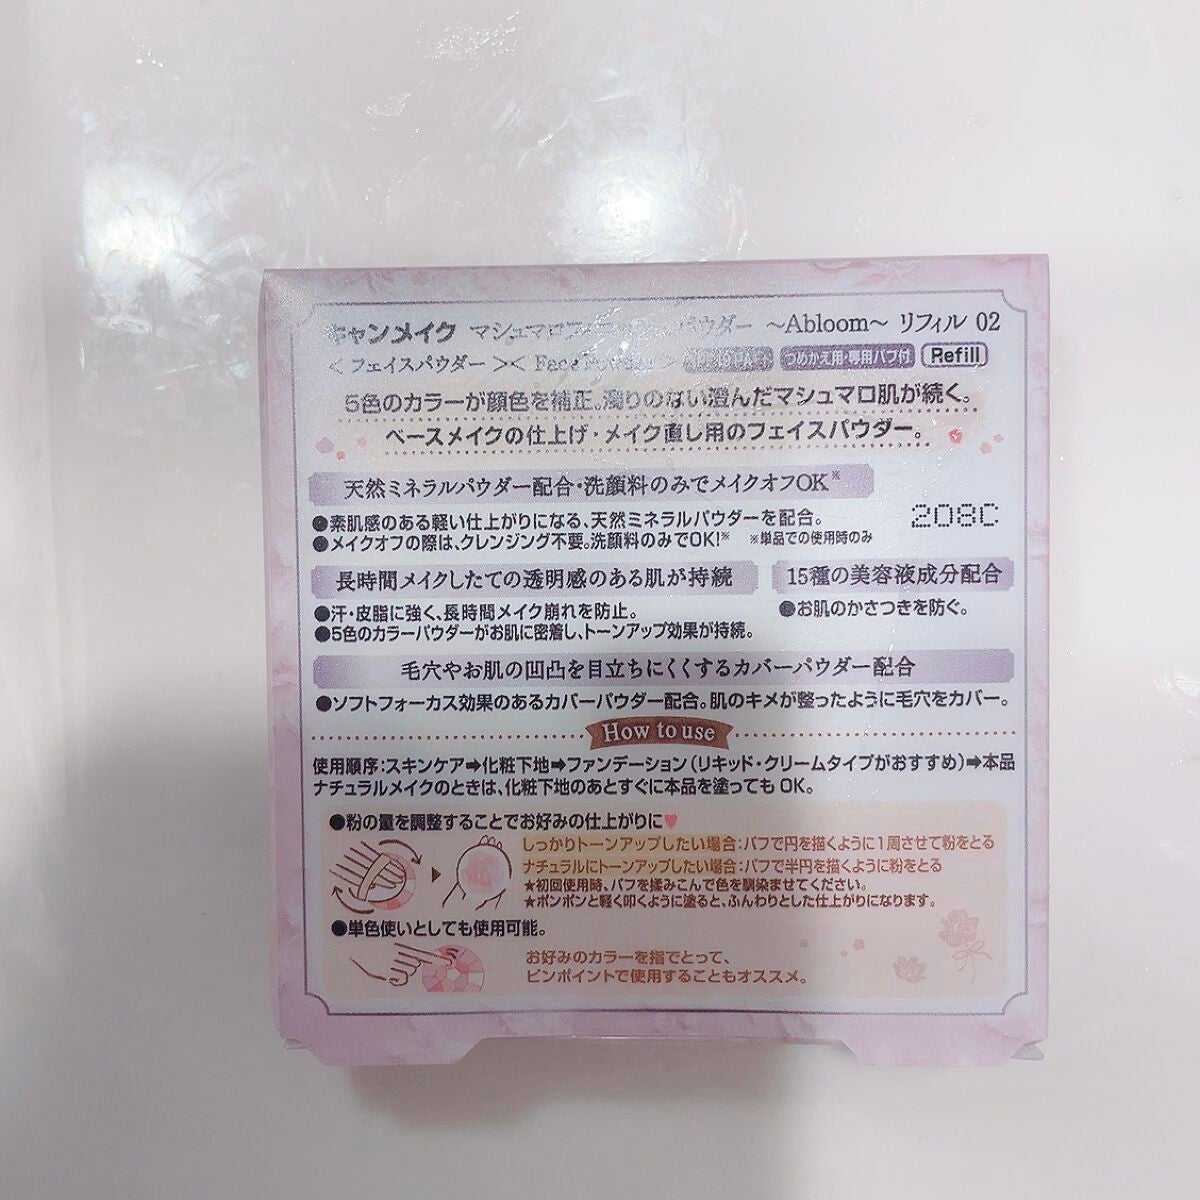 キャンメイク マシュマロフィニッシュパウダー ～Abloom～ リフィル 02
＜フェイスパウダー＞＜Face Powder＞ つめかえ用・専用パフ付 Refill
5色のカラーが顔色を補正。濁りのない澄んだマシュマロ肌が続く。
ベースメイクの仕上げ・メイク直し用のフェイスパウダー。
天然ミネラルパウダー配合・洗顔料のみでメイクオフOK※
●素肌感のある軽い仕上がりになる、天然ミネラルパウダーを配合。
208C
●メイクオフの際は、クレンジング不要。洗顔料のみでOK!※ ※単品での使用時のみ
長時間メイクしたての透明感のある肌が持続
●汗・皮脂に強く、長時間メイク崩れを防止。
●5色のカラーパウダーがお肌に密着し、トーンアップ効果が持続。
15種の美容液成分配合
●お肌のかさつきを防ぐ。
毛穴やお肌の凹凸を目立ちにくくするカバーパウダー配合
●ソフトフォーカス効果のあるカバーパウダー配合。肌のキメが整ったように毛穴をカバー。
How to use
使用順序:スキンケア➡化粧下地➡ファンデーション(リキッド・クリームタイプがおすすめ)➡本品
ナチュラルメイクのときは、化粧下地のあとすぐに本品を塗っても OK。
●粉の量を調整することでお好みの仕上がりに♥
しっかりトーンアップしたい場合:パフで円を描くように1周させて粉をとる
ナチュラルにトーンアップしたい場合:パフで半円を描くように粉をとる
★初回使用時、パフを揉みこんで色を馴染ませてください。
★ポンポンと軽く叩くように塗ると、ふんわりとした仕上がりになります。
●単色使いとしても使用可能。
お好みのカラーを指でとって、
ピンポイントで使用することもオススメ。